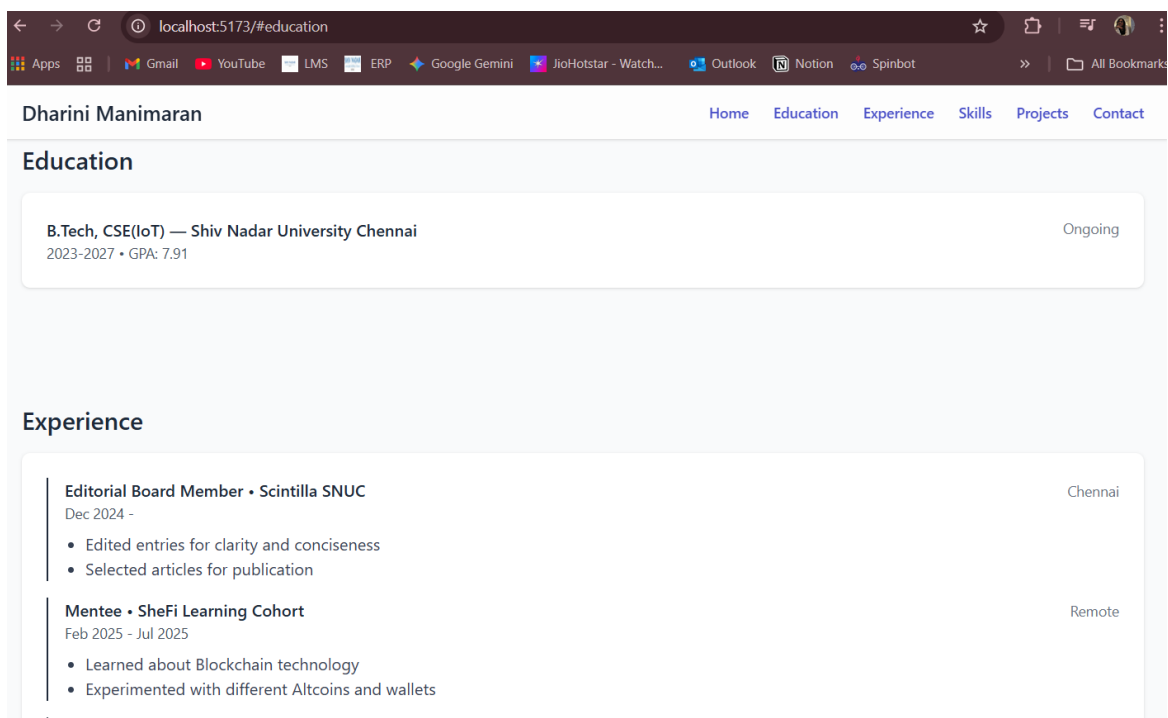 localhost:5173/#education
Apps Gmail YouTube LMS ERP Google Gemini JioHotstar - Watch... Outlook Notion Spinbot » All Bookmarks
Dharini Manimaran Home Education Experience Skills Projects Contact
Education
B.Tech, CSE(IoT) — Shiv Nadar University Chennai Ongoing
2023-2027 • GPA: 7.91
Experience
Editorial Board Member • Scintilla SNUC Chennai
Dec 2024 -
• Edited entries for clarity and conciseness
• Selected articles for publication
Mentee • SheFi Learning Cohort Remote
Feb 2025 - Jul 2025
• Learned about Blockchain technology
• Experimented with different Altcoins and wallets